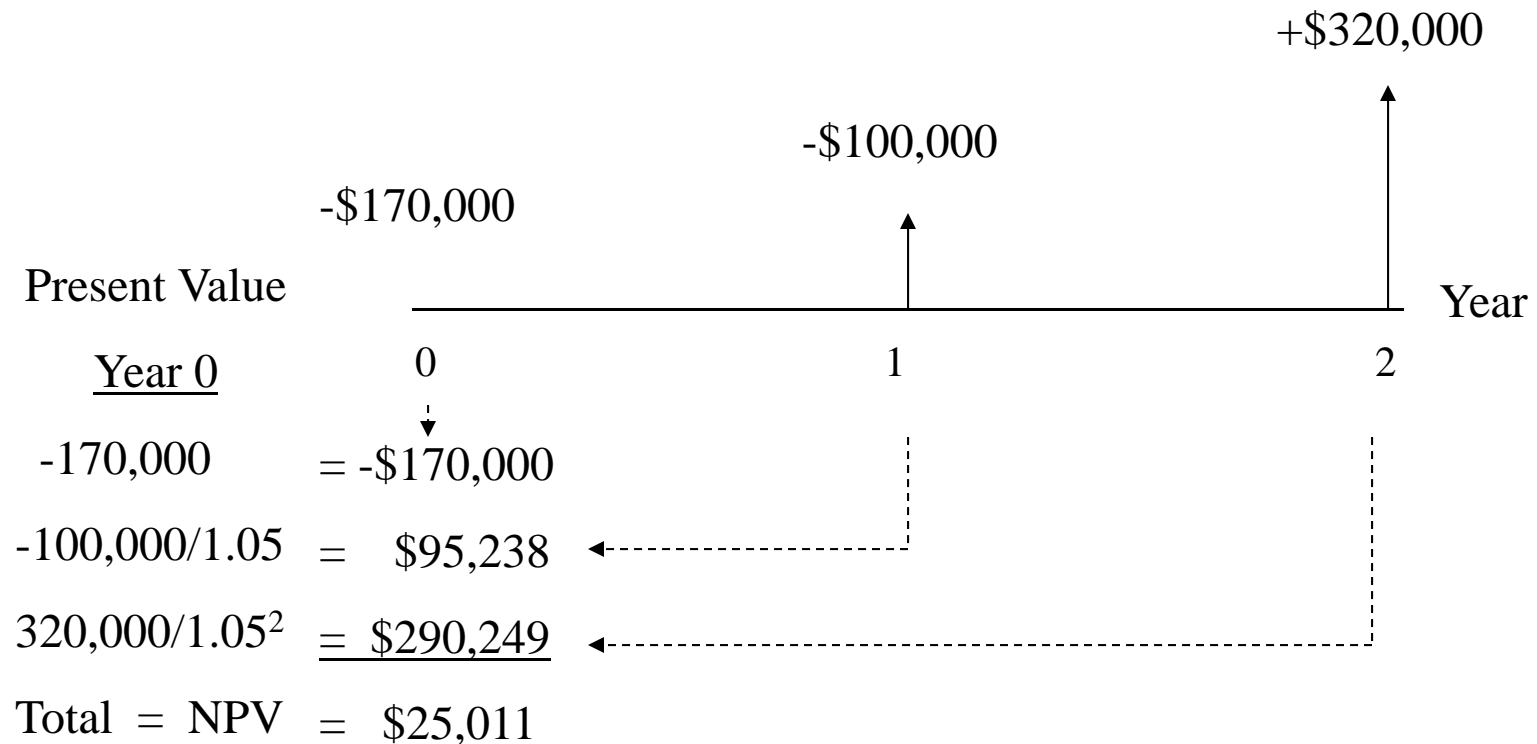 +$320,000
-$100,000
-$170,000
Present Value
Year
Year 0
0 1 2
-170,000 = -$170,000
-100,000/1.05 = $95,238
320,000/1.05² = $290,249
Total = NPV = $25,011